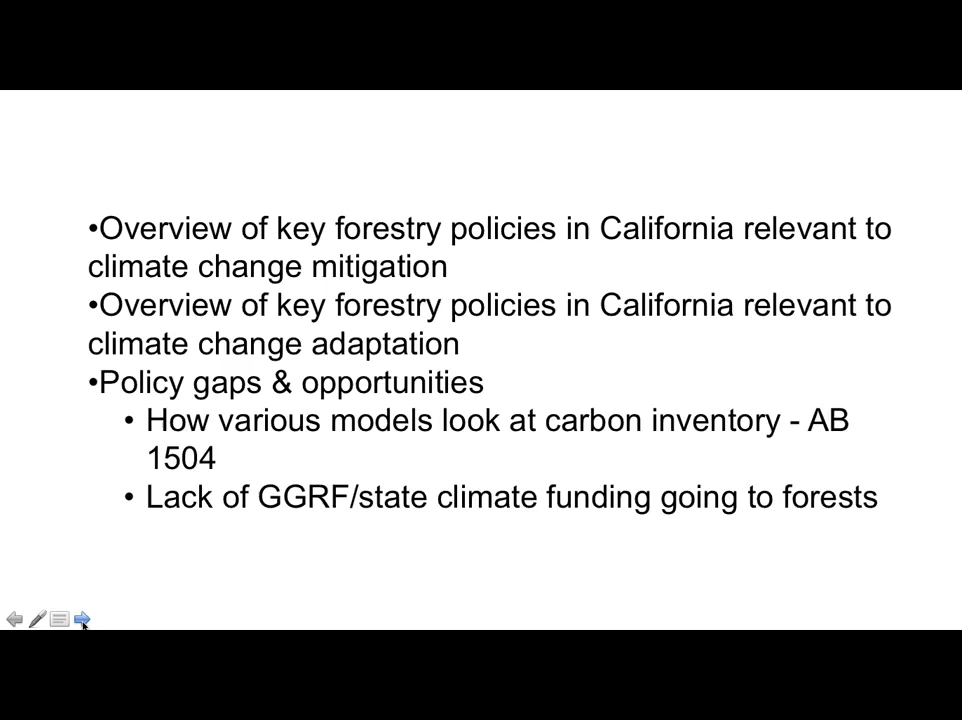 •Overview of key forestry policies in California relevant to
climate change mitigation
•Overview of key forestry policies in California relevant to
climate change adaptation
•Policy gaps & opportunities
• How various models look at carbon inventory - AB
1504
• Lack of GGRF/state climate funding going to forests